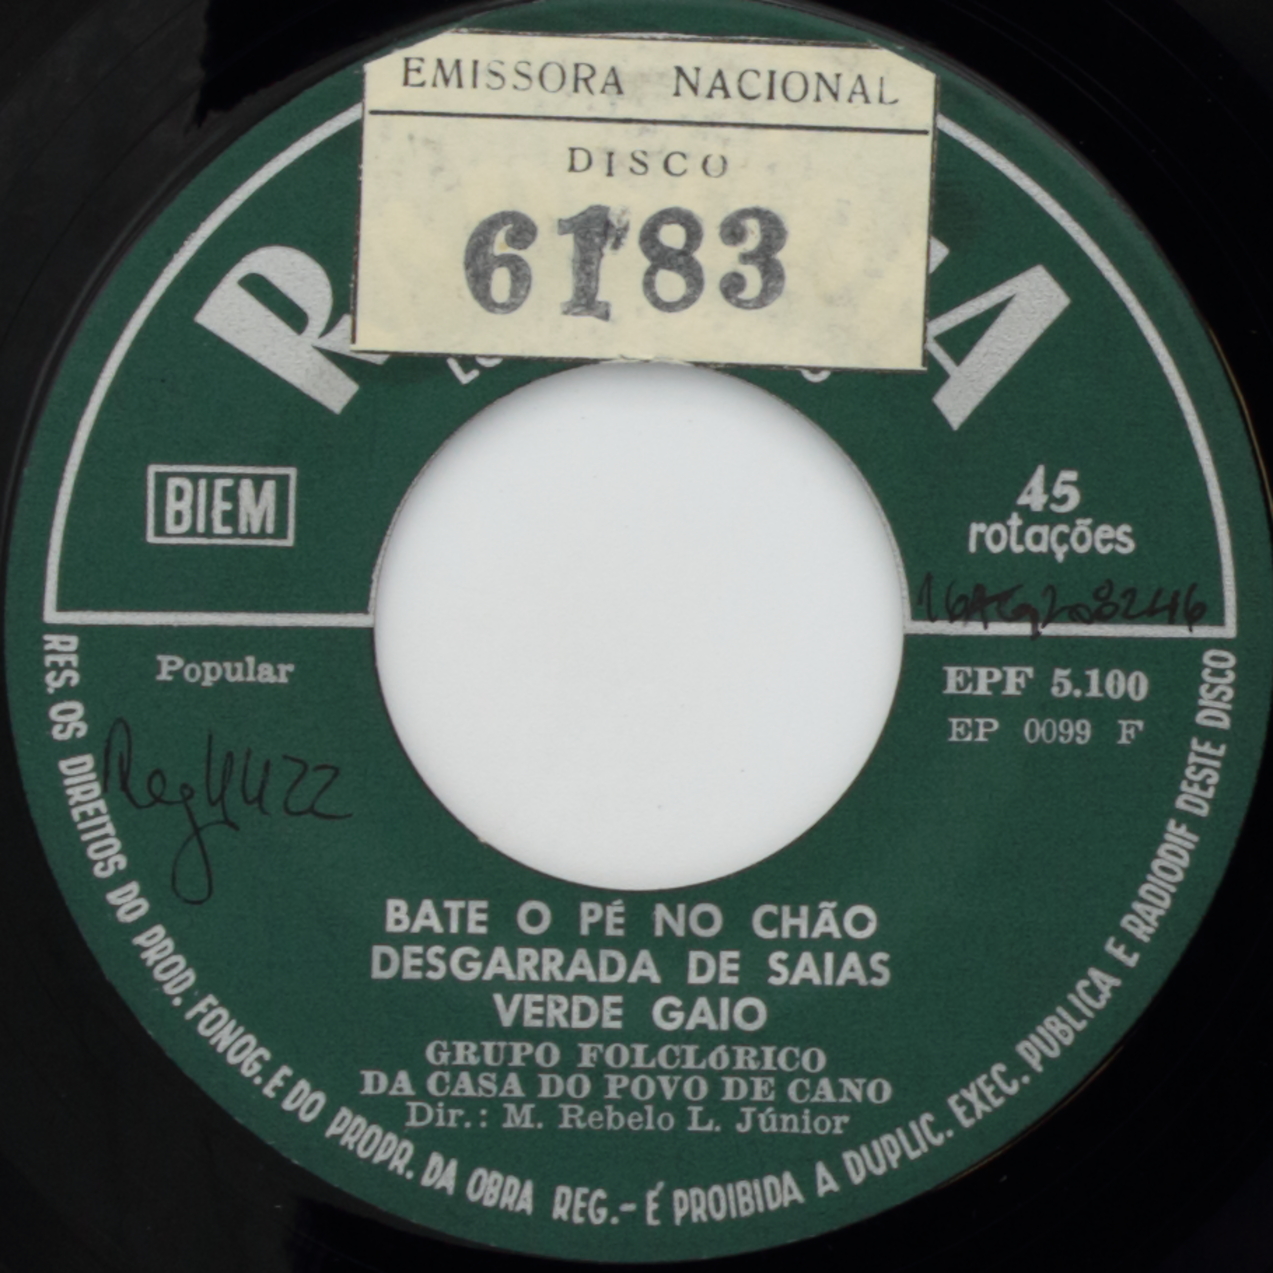 EMISSORA NACIONAL
DISCO
6183
BIEM
45
rotações
Popular
EPF 5.100
EP 0099 F
BATE O PÉ NO CHÃO
DESGARRADA DE SAIAS
VERDE GAIO
GRUPO FOLCLÓRICO
DA CASA DO POVO DE CANO
Dir.: M. Rebelo L. Júnior
RES. OS DIREITOS DO PROD. FONOG. E DO PROPR. DA OBRA REG.- É PROIBIDA A DUPLIC. EXEC. PUBLICA E RADIODIF DESTE DISCO